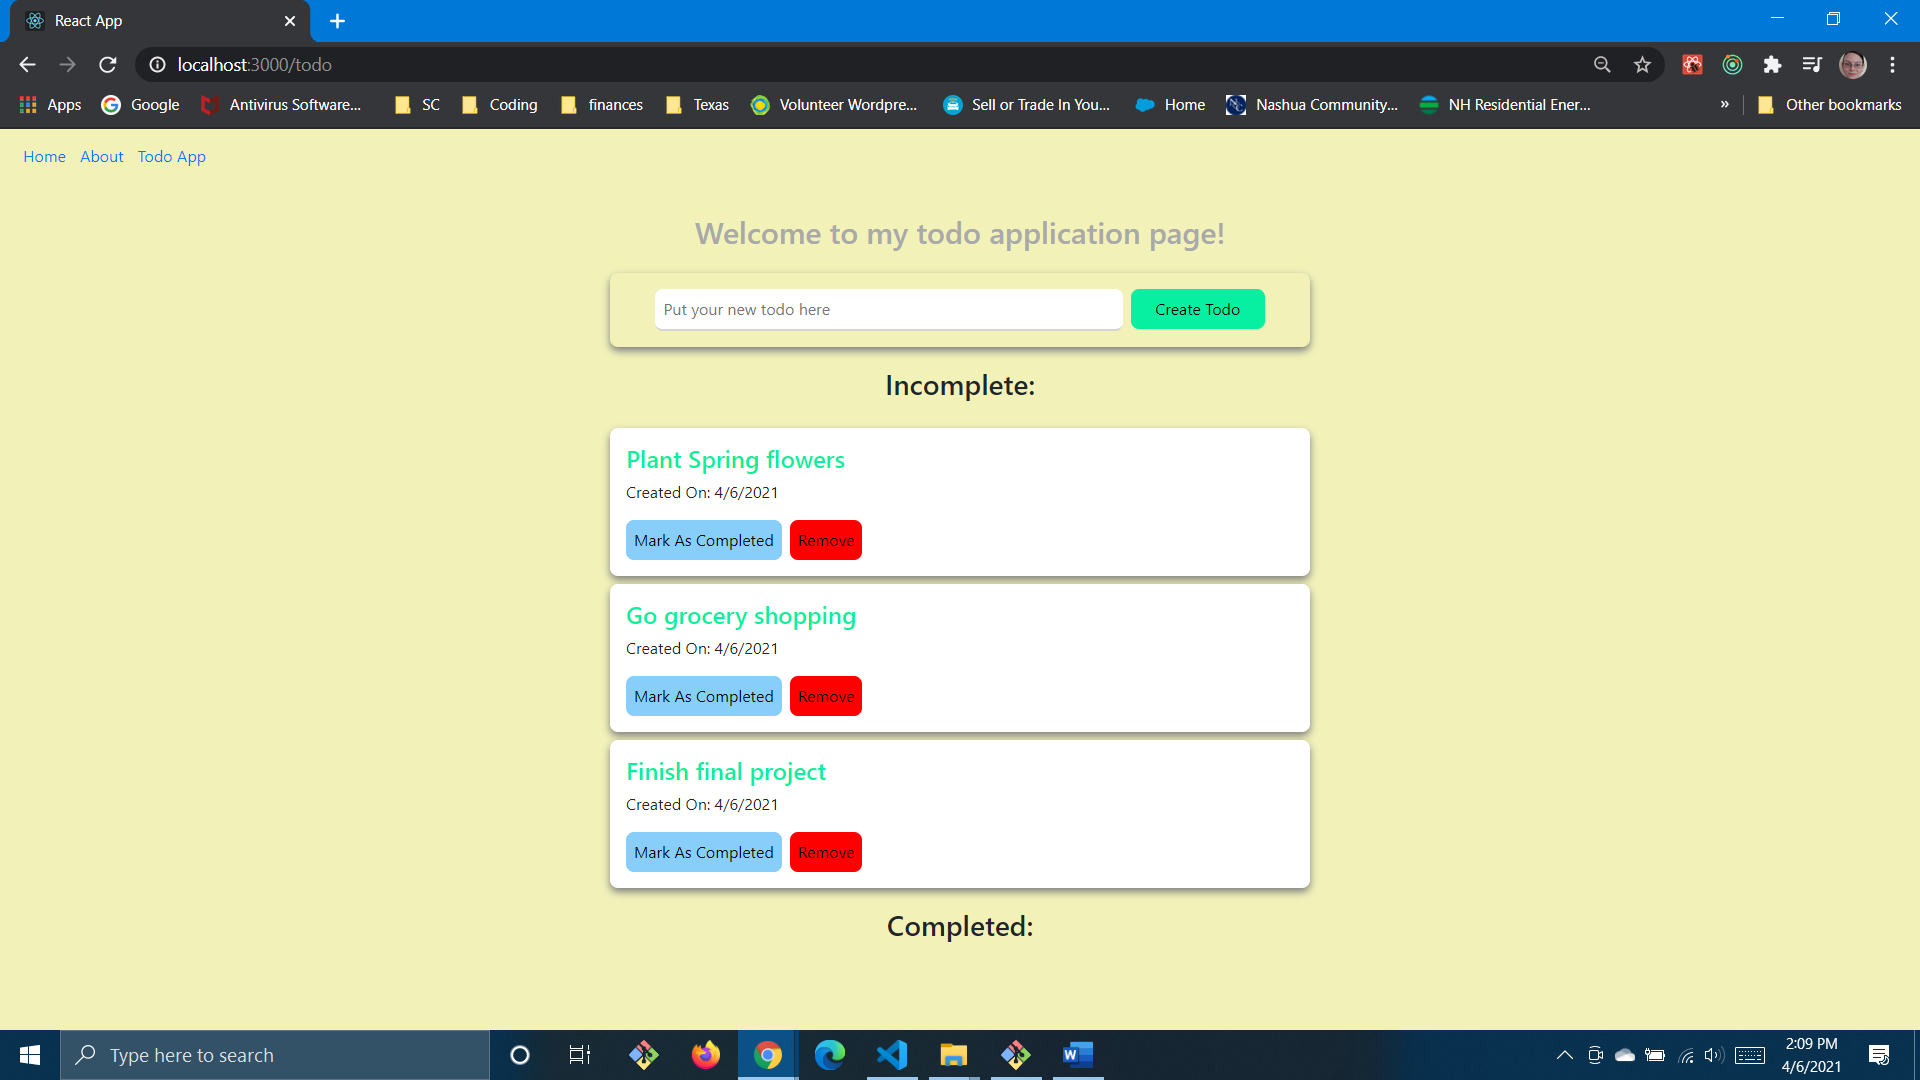 React App
localhost:3000/todo
Apps Google Antivirus Software... SC Coding finances Texas Volunteer Wordpre... Sell or Trade In You... Home Nashua Community... NH Residential Ener... » Other bookmarks
Home About Todo App
Welcome to my todo application page!
Put your new todo here Create Todo
Incomplete:
Plant Spring flowers
Created On: 4/6/2021
Mark As Completed Remove
Go grocery shopping
Created On: 4/6/2021
Mark As Completed Remove
Finish final project
Created On: 4/6/2021
Mark As Completed Remove
Completed:
Type here to search
2:09 PM
4/6/2021